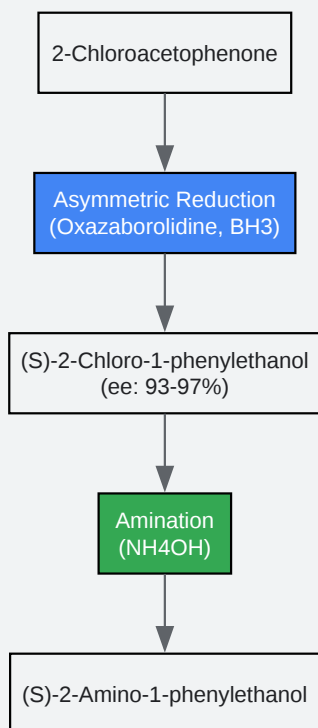 2-Chloroacetophenone
Asymmetric Reduction
(Oxazaborolidine, BH3)
(S)-2-Chloro-1-phenylethanol
(ee: 93-97%)
Amination
(NH4OH)
(S)-2-Amino-1-phenylethanol